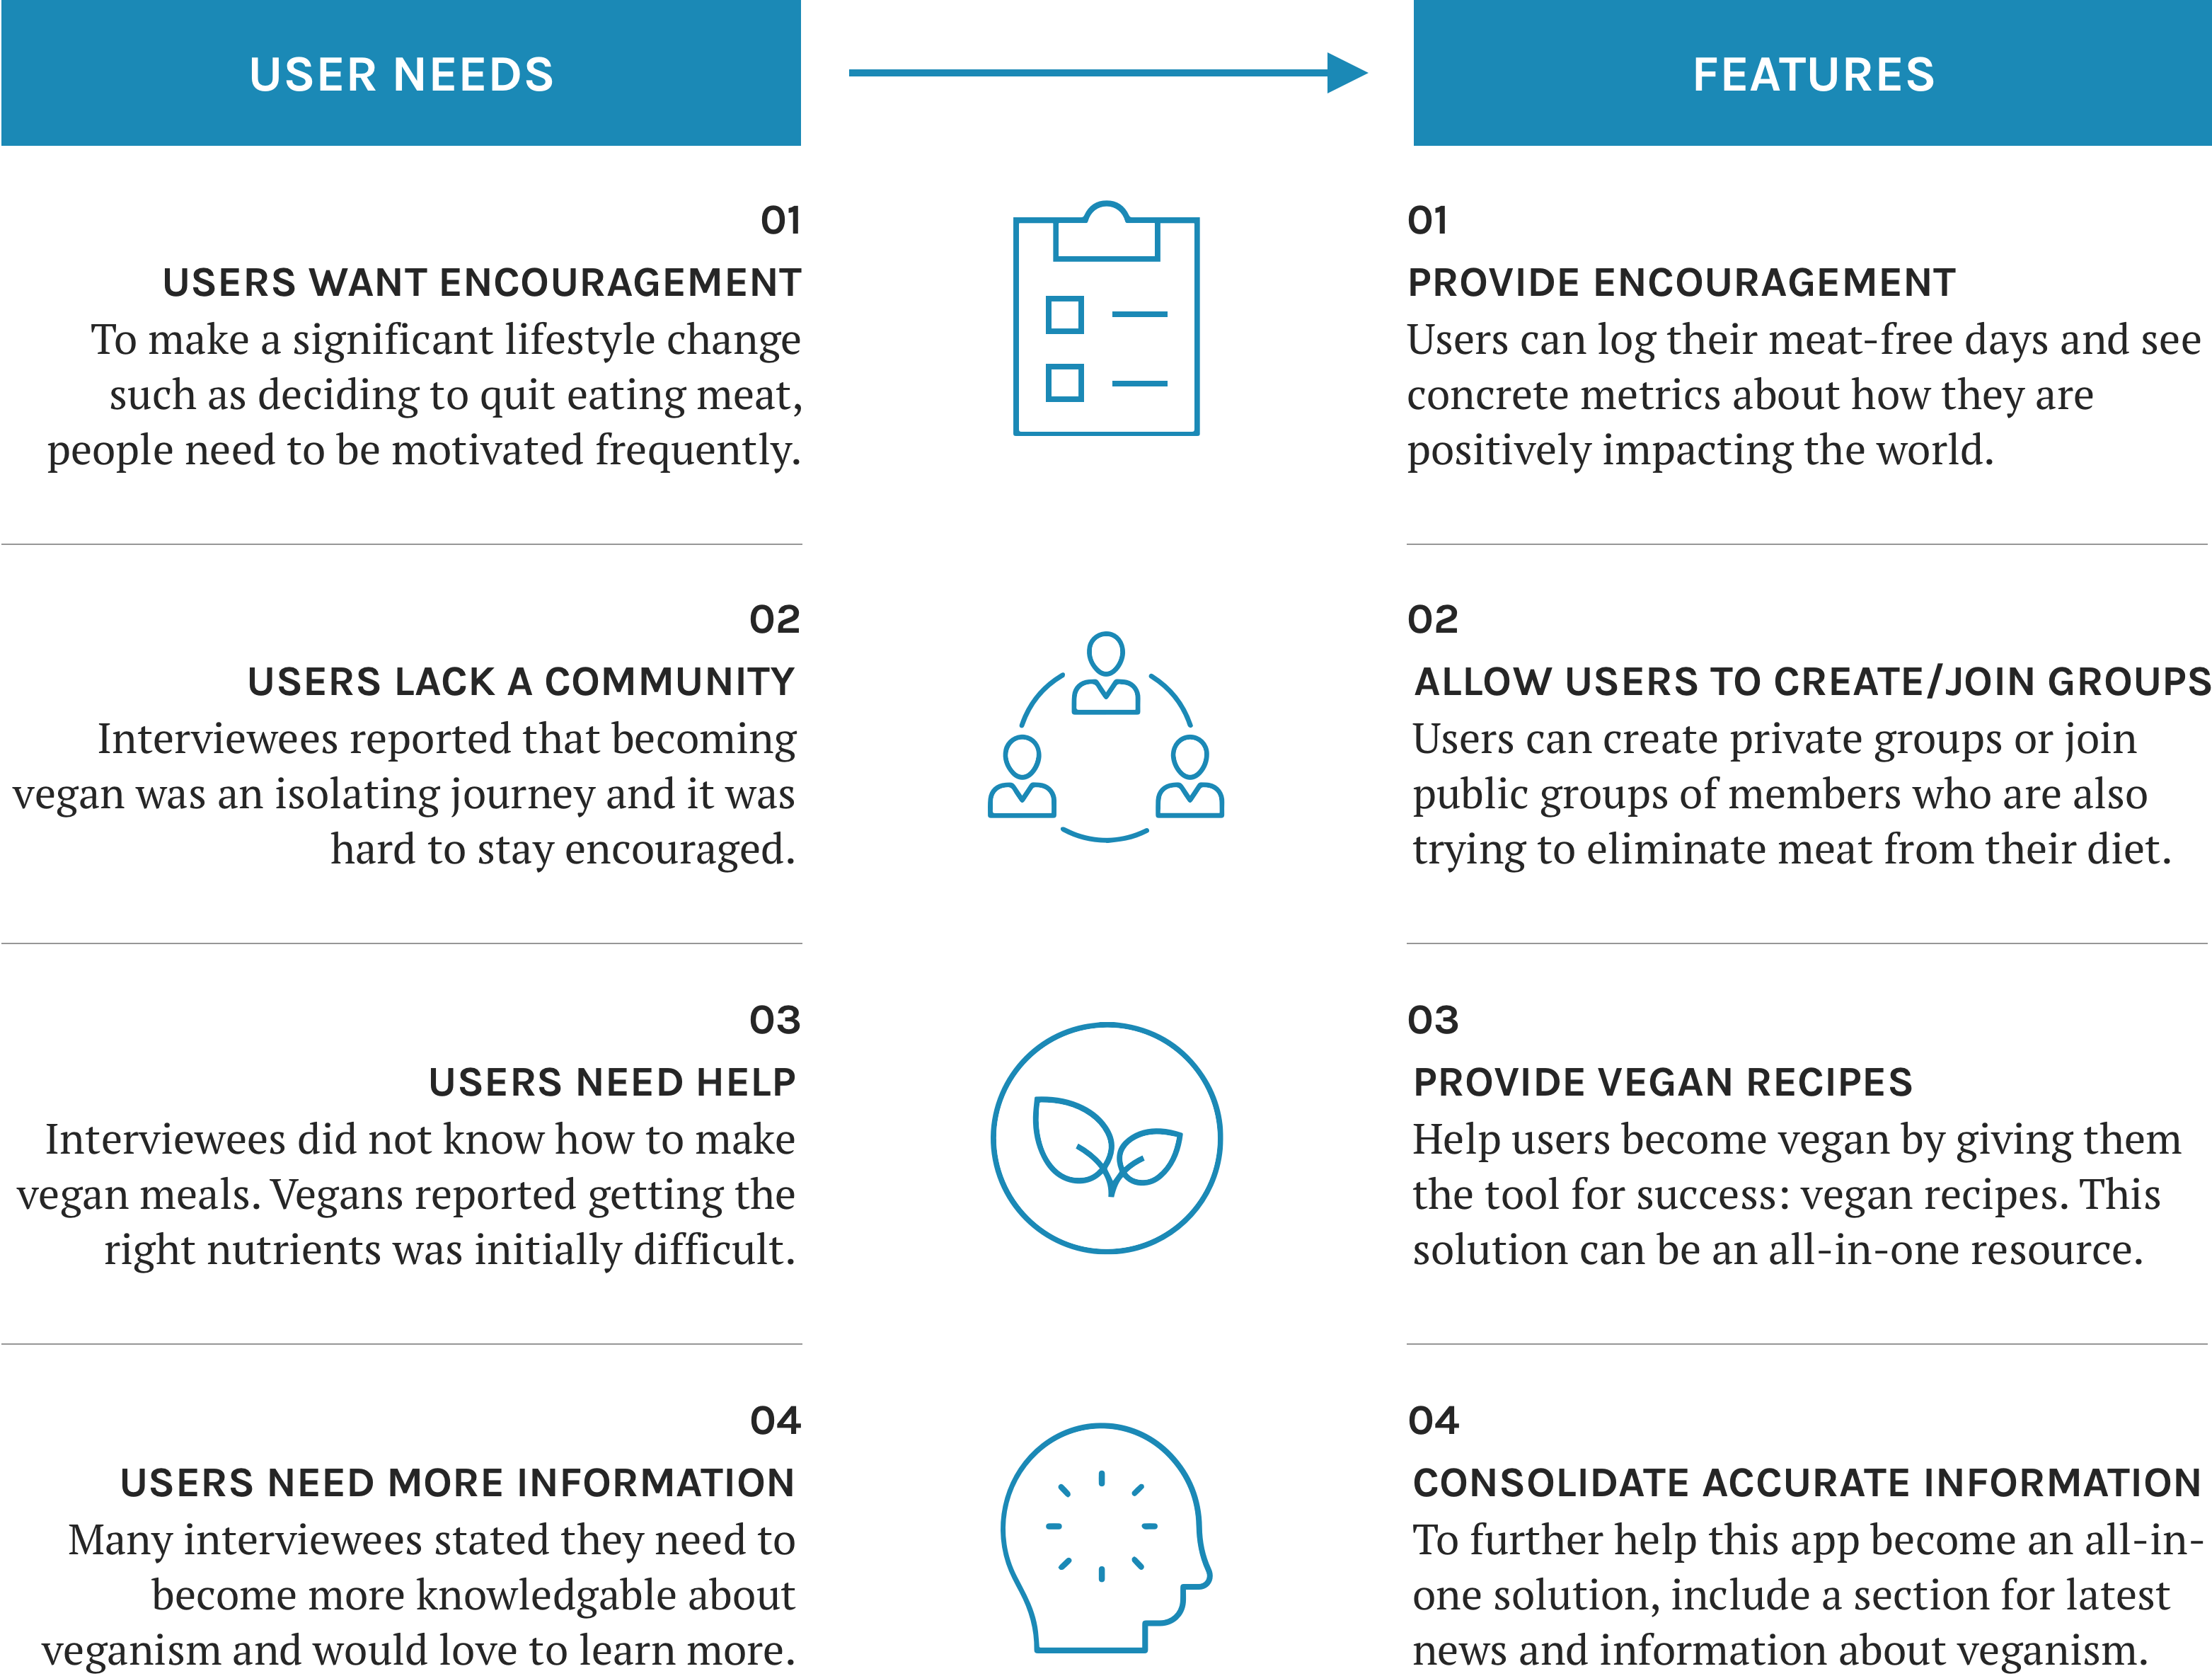 USER NEEDS
FEATURES
01
USERS WANT ENCOURAGEMENT
To make a significant lifestyle change
such as deciding to quit eating meat,
people need to be motivated frequently.
01
PROVIDE ENCOURAGEMENT
Users can log their meat-free days and see
concrete metrics about how they are
positively impacting the world.
02
USERS LACK A COMMUNITY
Interviewees reported that becoming
vegan was an isolating journey and it was
hard to stay encouraged.
02
ALLOW USERS TO CREATE/JOIN GROUPS
Users can create private groups or join
public groups of members who are also
trying to eliminate meat from their diet.
03
USERS NEED HELP
Interviewees did not know how to make
vegan meals. Vegans reported getting the
right nutrients was initially difficult.
03
PROVIDE VEGAN RECIPES
Help users become vegan by giving them
the tool for success: vegan recipes. This
solution can be an all-in-one resource.
04
USERS NEED MORE INFORMATION
Many interviewees stated they need to
become more knowledgable about
veganism and would love to learn more.
04
CONSOLIDATE ACCURATE INFORMATION
To further help this app become an all-in-
one solution, include a section for latest
news and information about veganism.